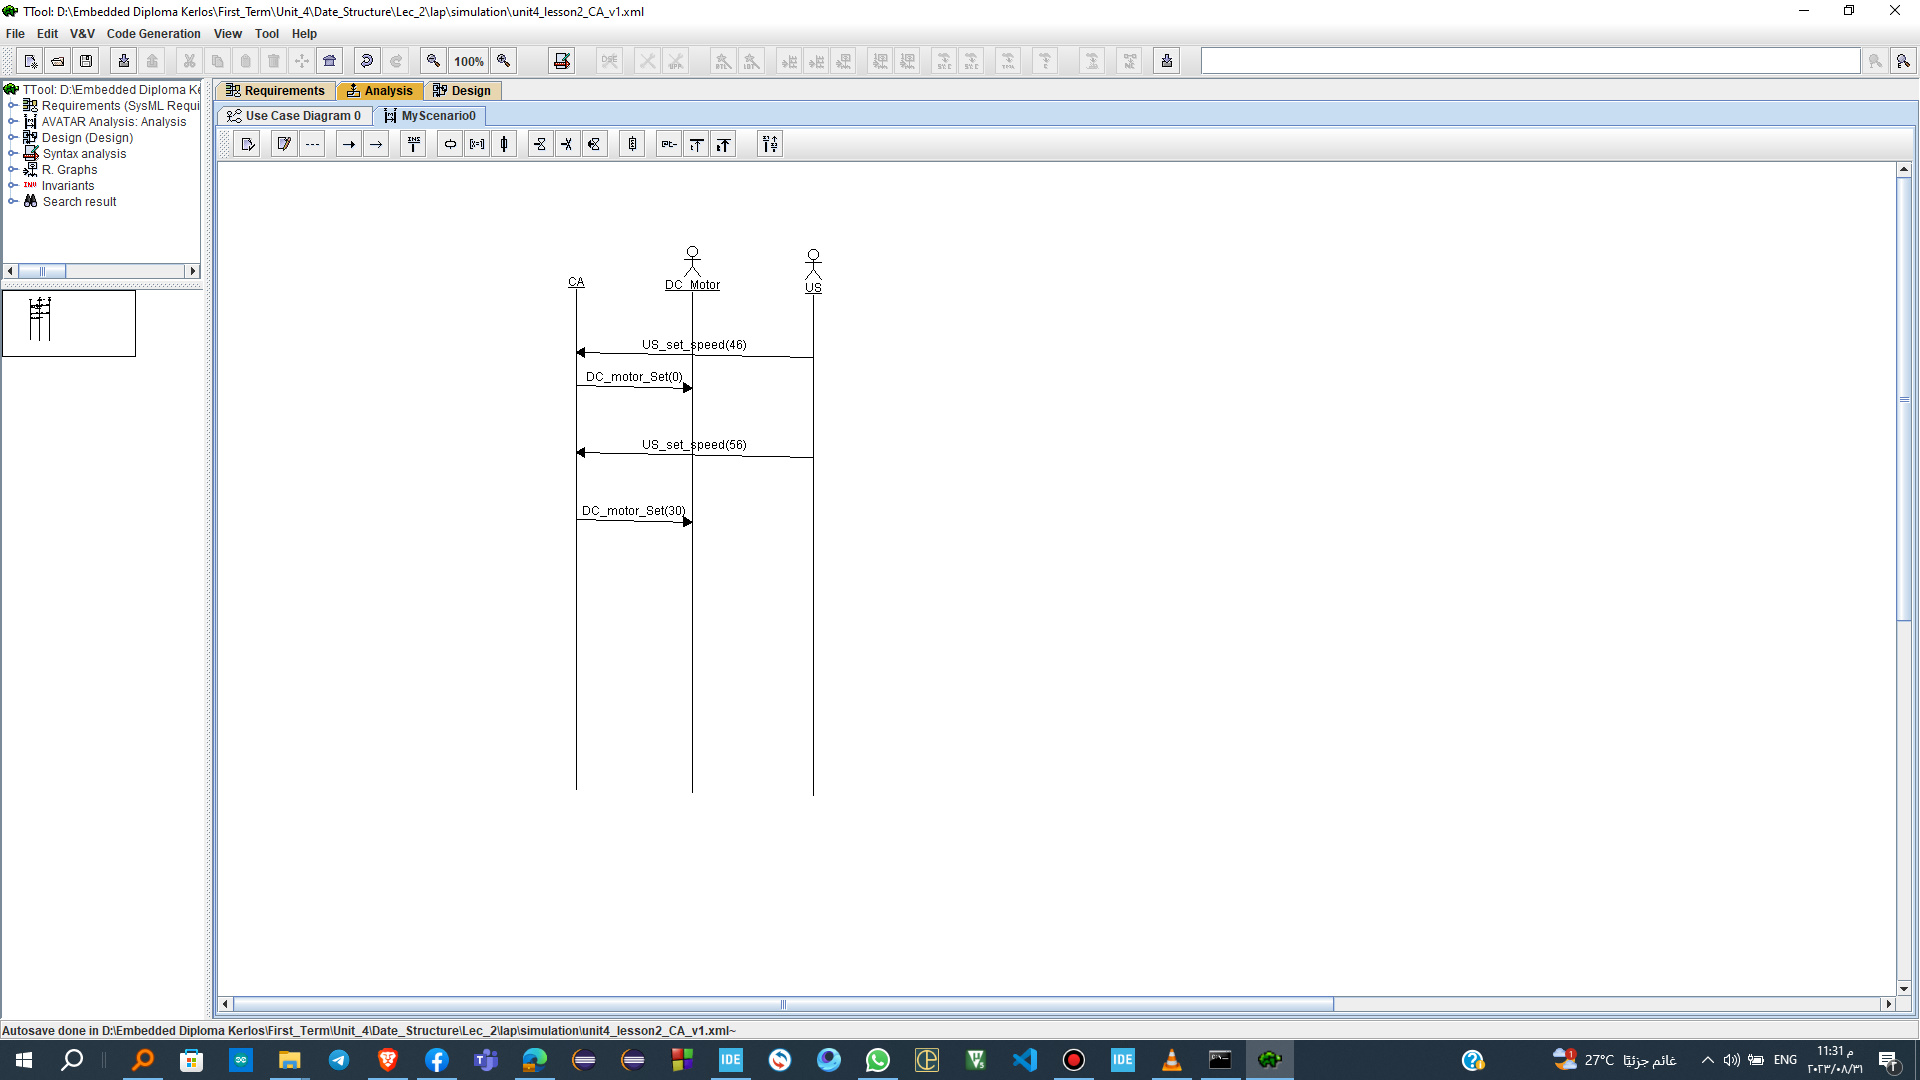 TTool: D:\Embedded Diploma Kerlos\First_Term\Unit_4\Date_Structure\Lec_2\lap\simulation\unit4_lesson2_CA_v1.xml
File Edit V&V Code Generation View Tool Help
100%
TTool: D:\Embedded Diploma Ke
Requirements (SysML Requi
AVATAR Analysis: Analysis
Design (Design)
Syntax analysis
R. Graphs
INV Invariants
Search result
Requirements Analysis Design
Use Case Diagram 0 MyScenario0
CA
DC_Motor
US
US_set_speed(46)
DC_motor_Set(0)
US_set_speed(56)
DC_motor_Set(30)
Autosave done in D:\Embedded Diploma Kerlos\First_Term\Unit_4\Date_Structure\Lec_2\lap\simulation\unit4_lesson2_CA_v1.xml~
IDE
IDE
1
27°C غائم جزئيًا
ENG
11:31 م
٢٠٢٣/٠٨/٣١